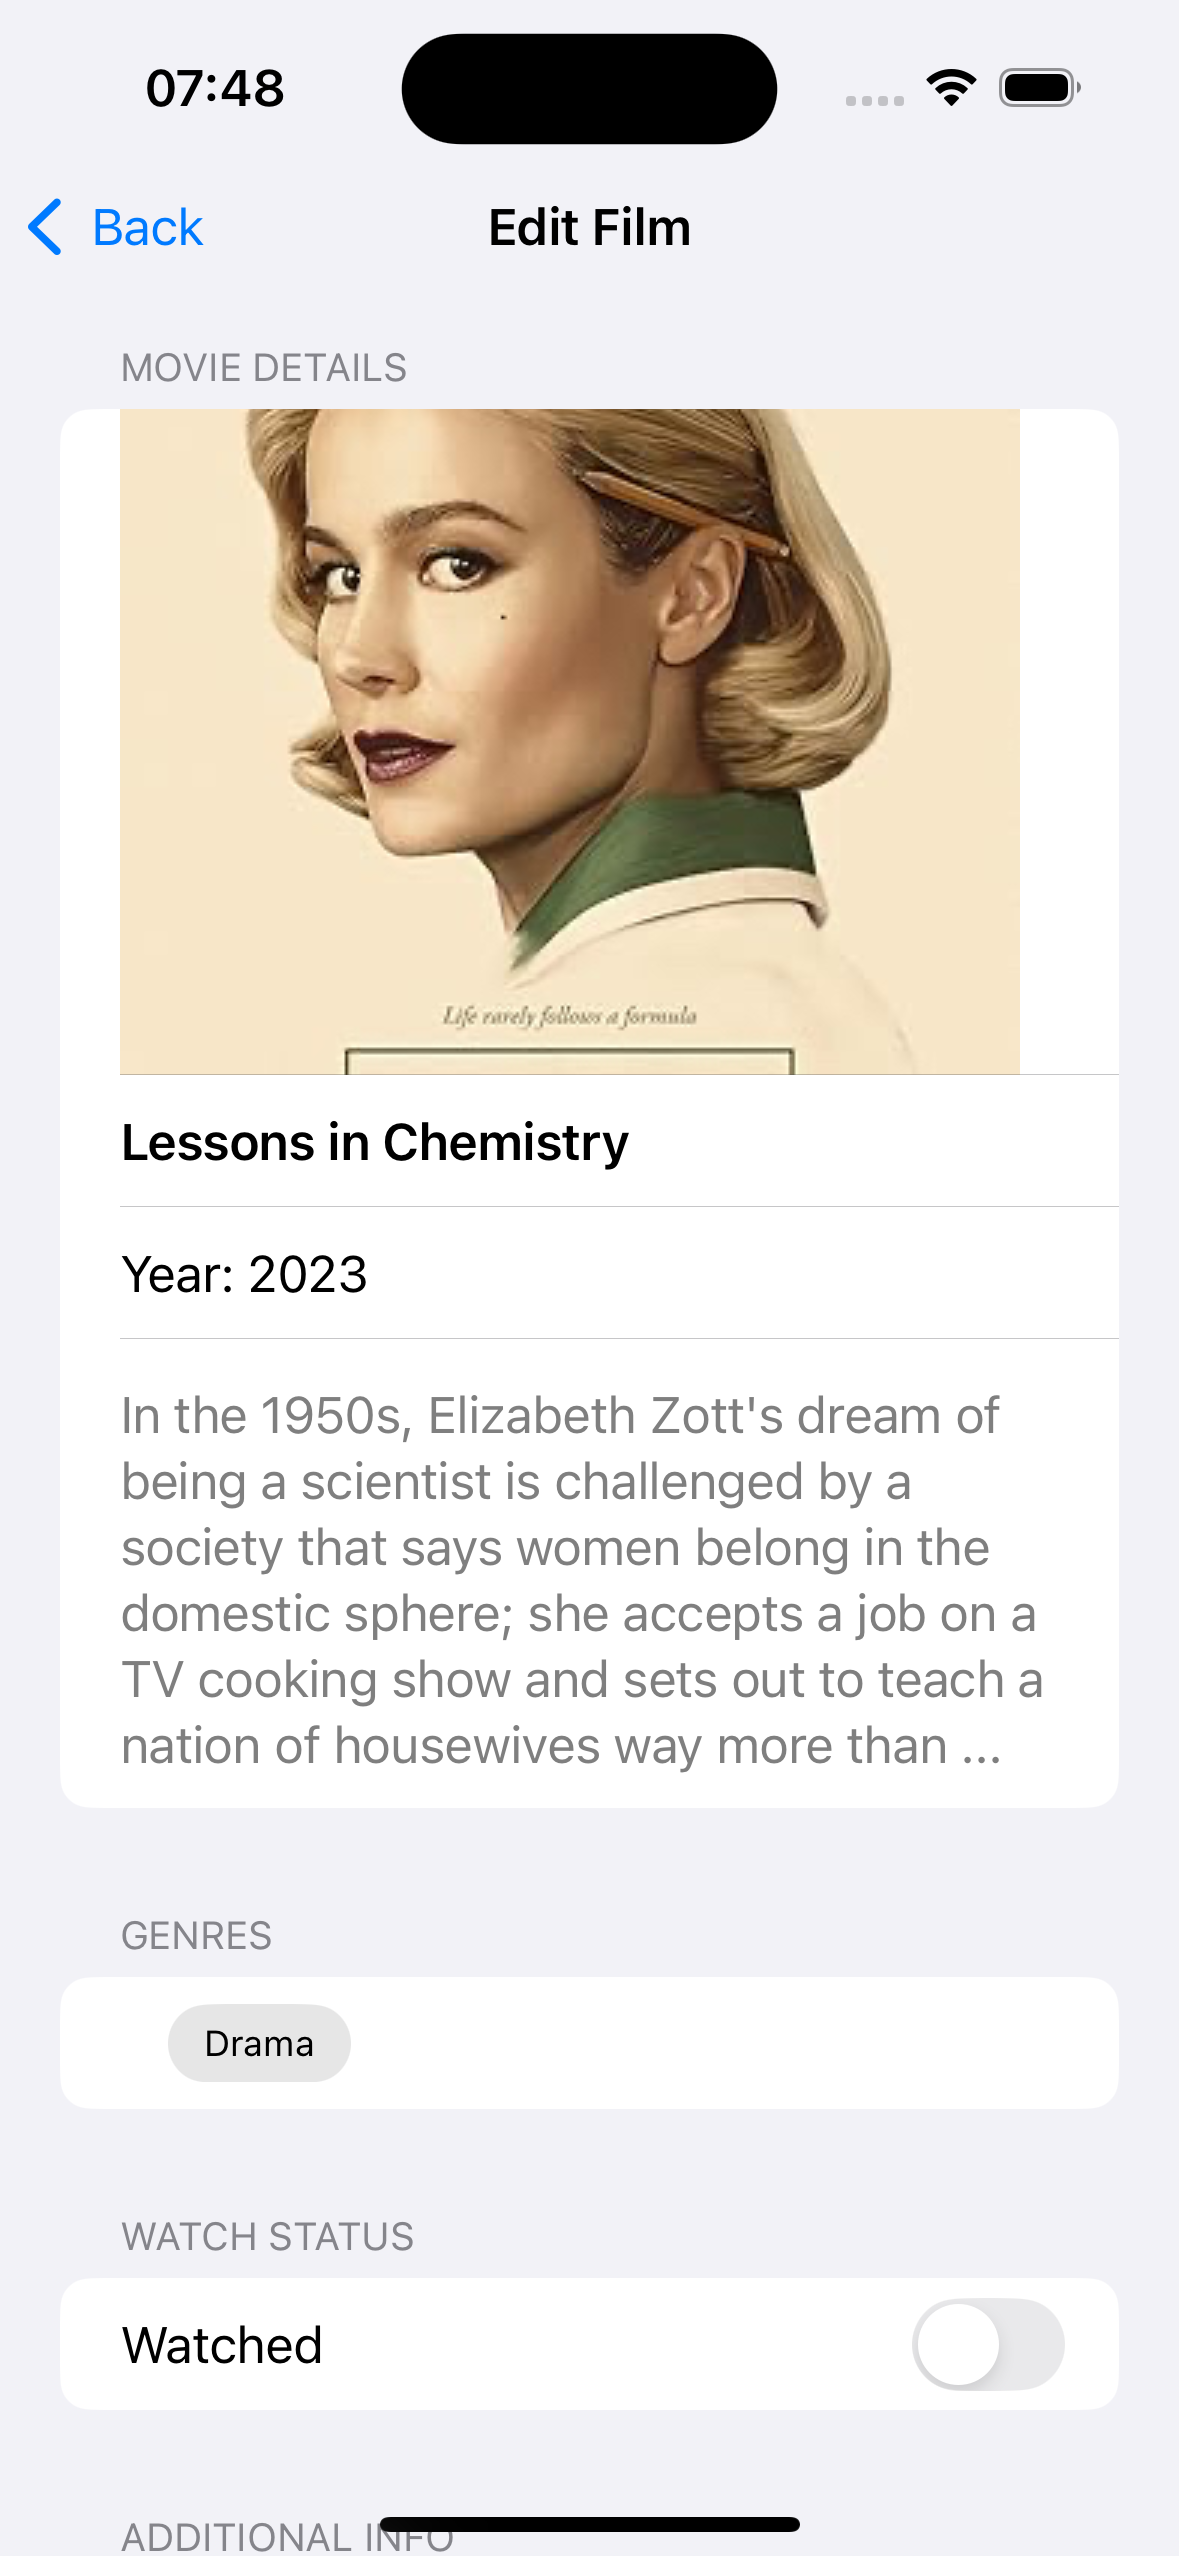 07:48
Back
Edit Film
MOVIE DETAILS
Life rarely follows a formula
Lessons in Chemistry
Year: 2023
In the 1950s, Elizabeth Zott's dream of
being a scientist is challenged by a
society that says women belong in the
domestic sphere; she accepts a job on a
TV cooking show and sets out to teach a
nation of housewives way more than ...
GENRES
Drama
WATCH STATUS
Watched
ADDITIONAL INFO